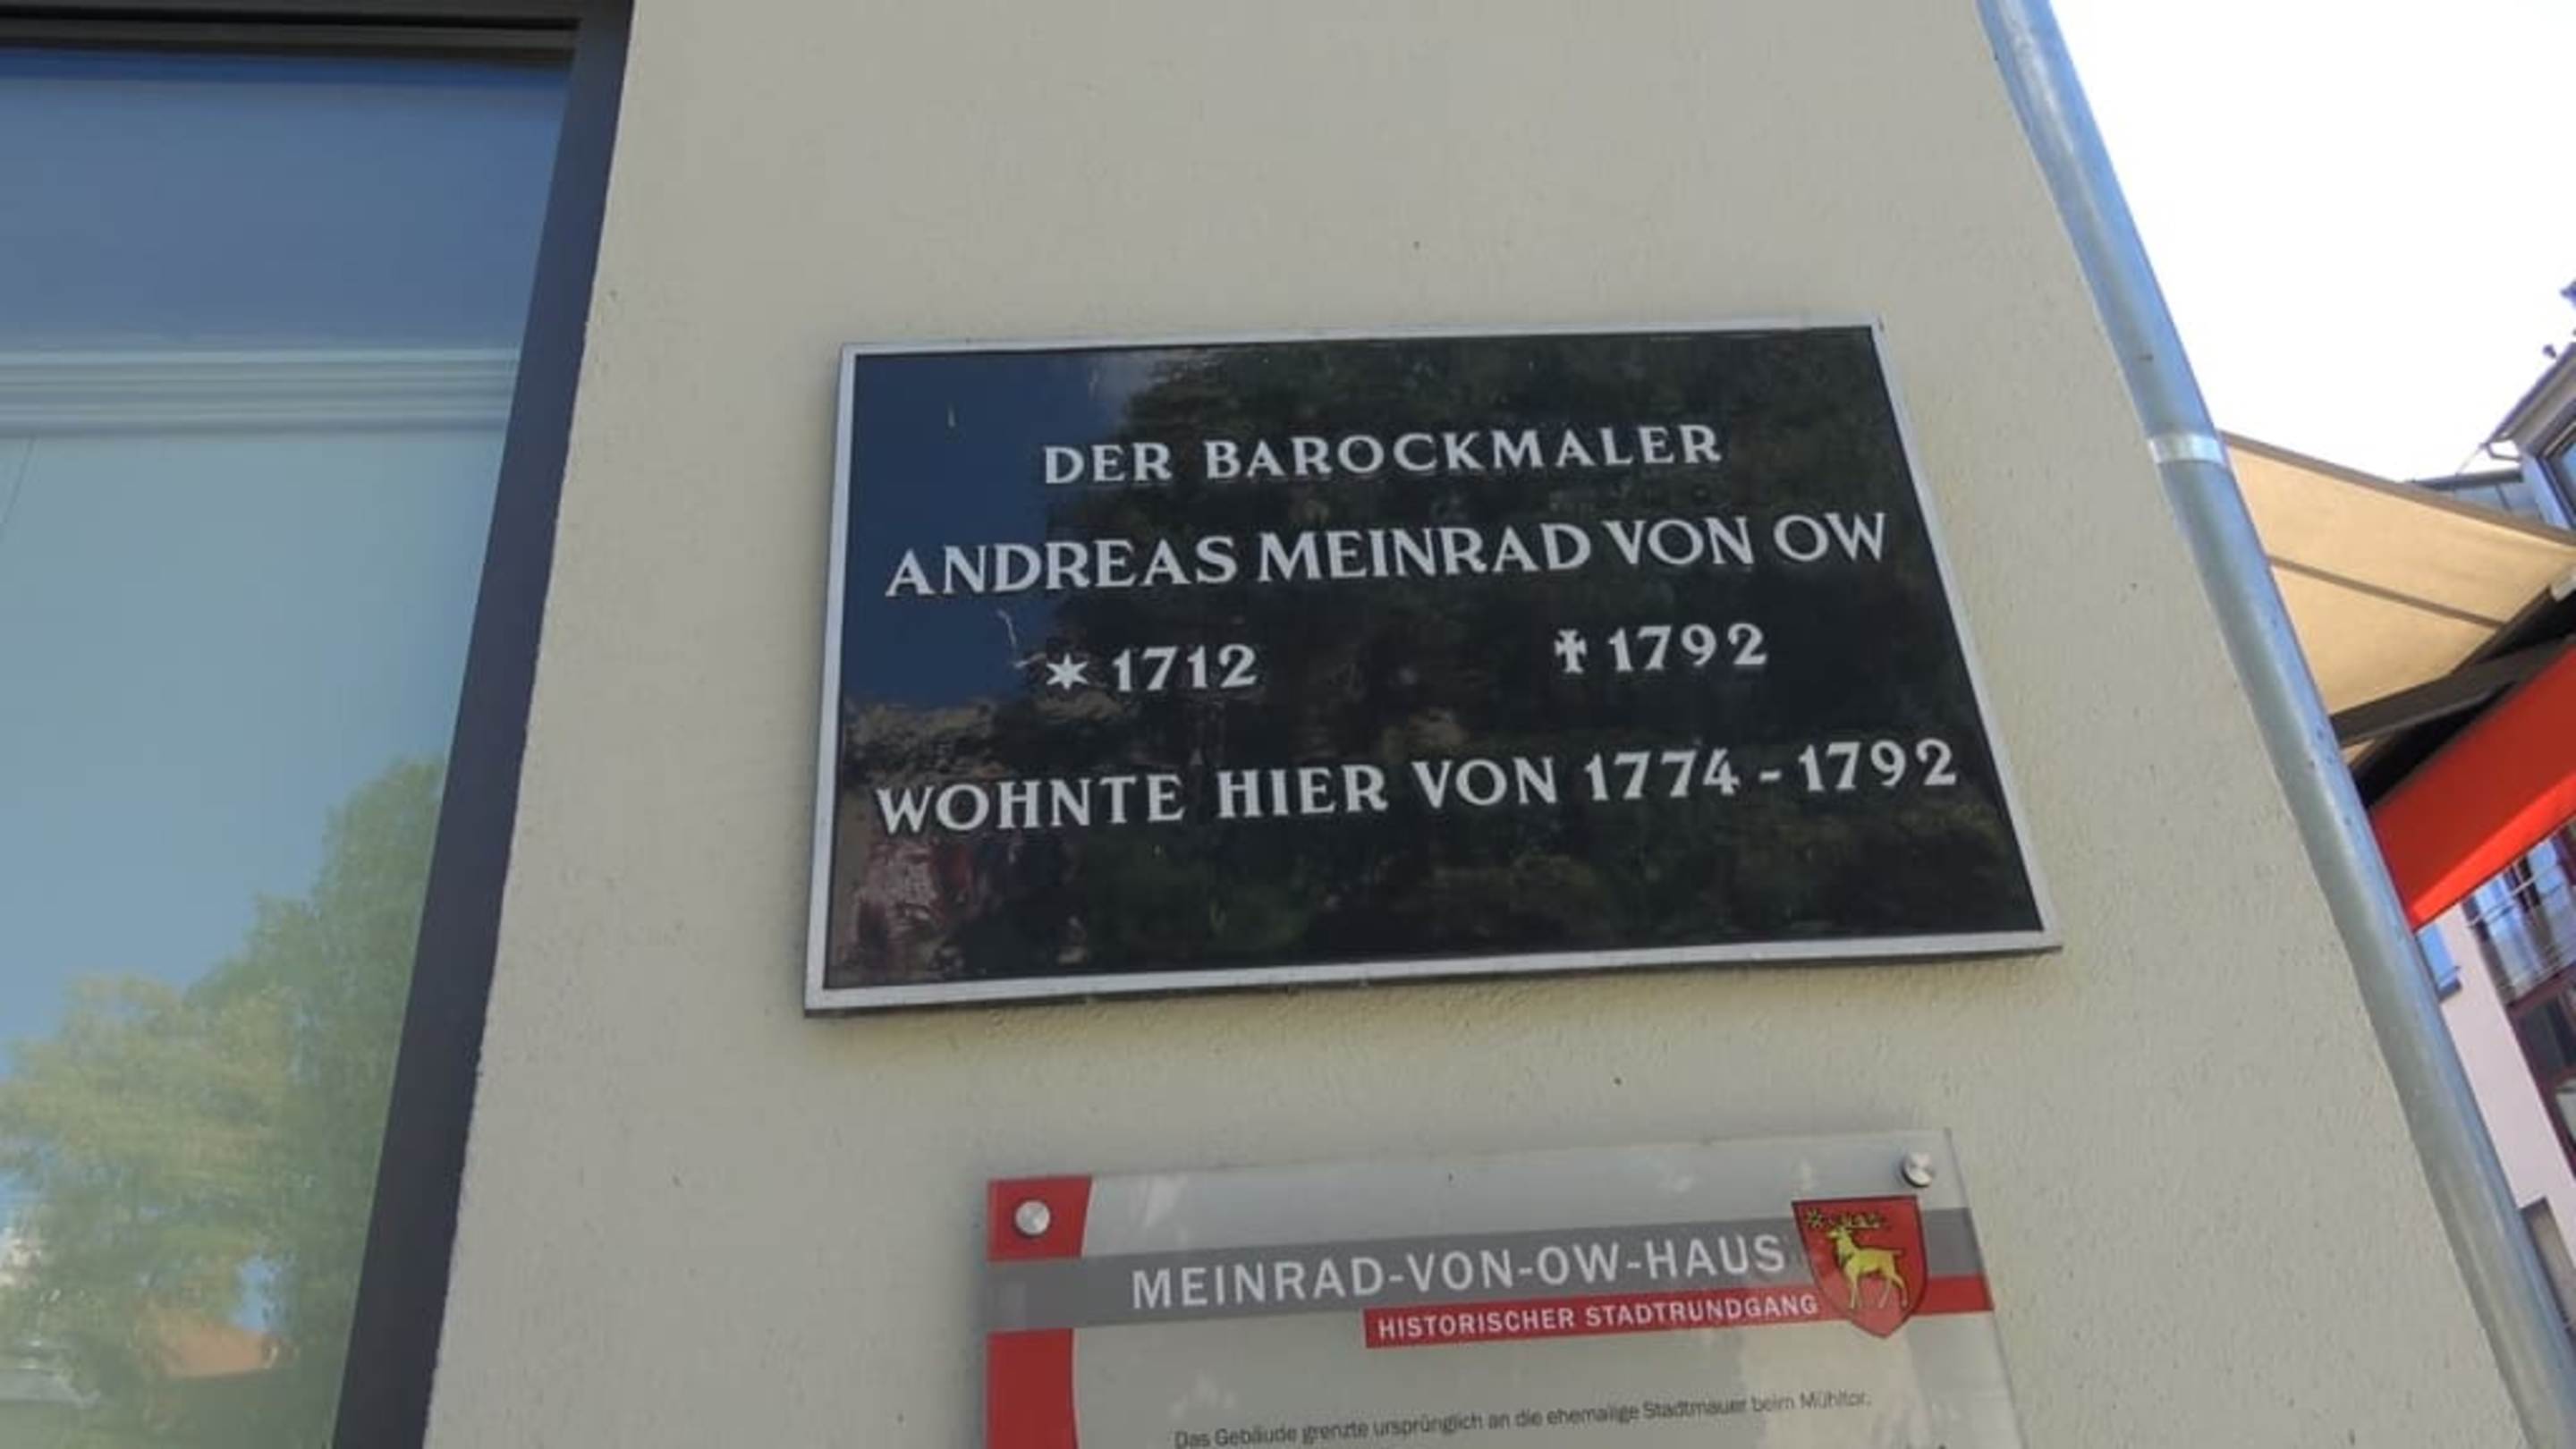 DER BAROCKMALER
ANDREAS MEINRAD VON OW
✶ 1712 ✝ 1792
WOHNTE HIER VON 1774 - 1792
MEINRAD-VON-OW-HAUS
HISTORISCHER STADTRUNDGANG
Das Gebäude grenzte ursprünglich an die ehemalige Stadtmauer beim Mühltor.